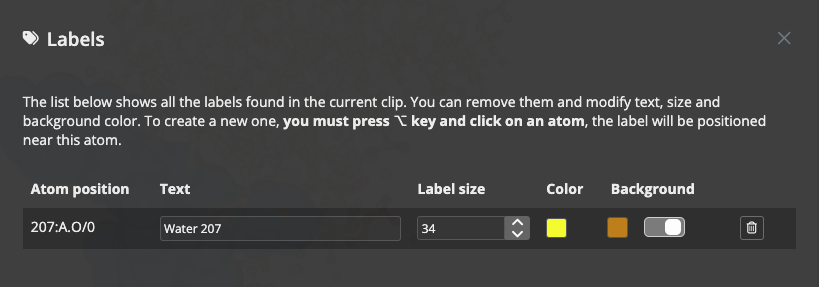 Labels
The list below shows all the labels found in the current clip. You can remove them and modify text, size and
background color. To create a new one, you must press ⌥ key and click on an atom, the label will be positioned
near this atom.
Atom position Text Label size Color Background
207:A.O/0 Water 207 34